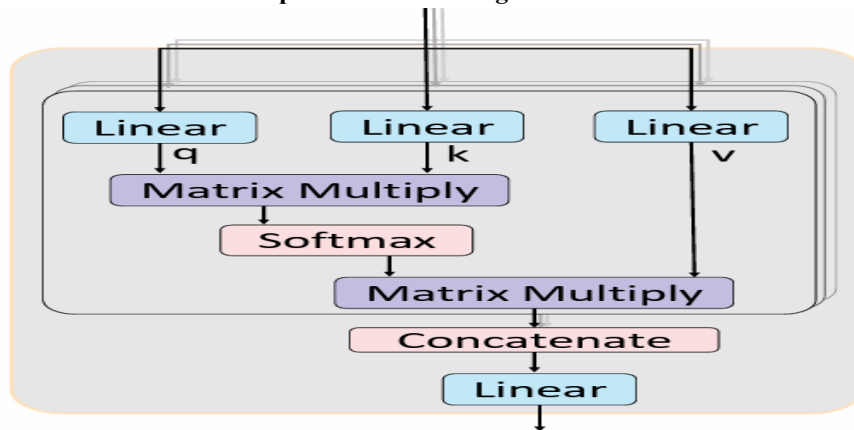 Linear Linear Linear
q k v
Matrix Multiply
Softmax
Matrix Multiply
Concatenate
Linear